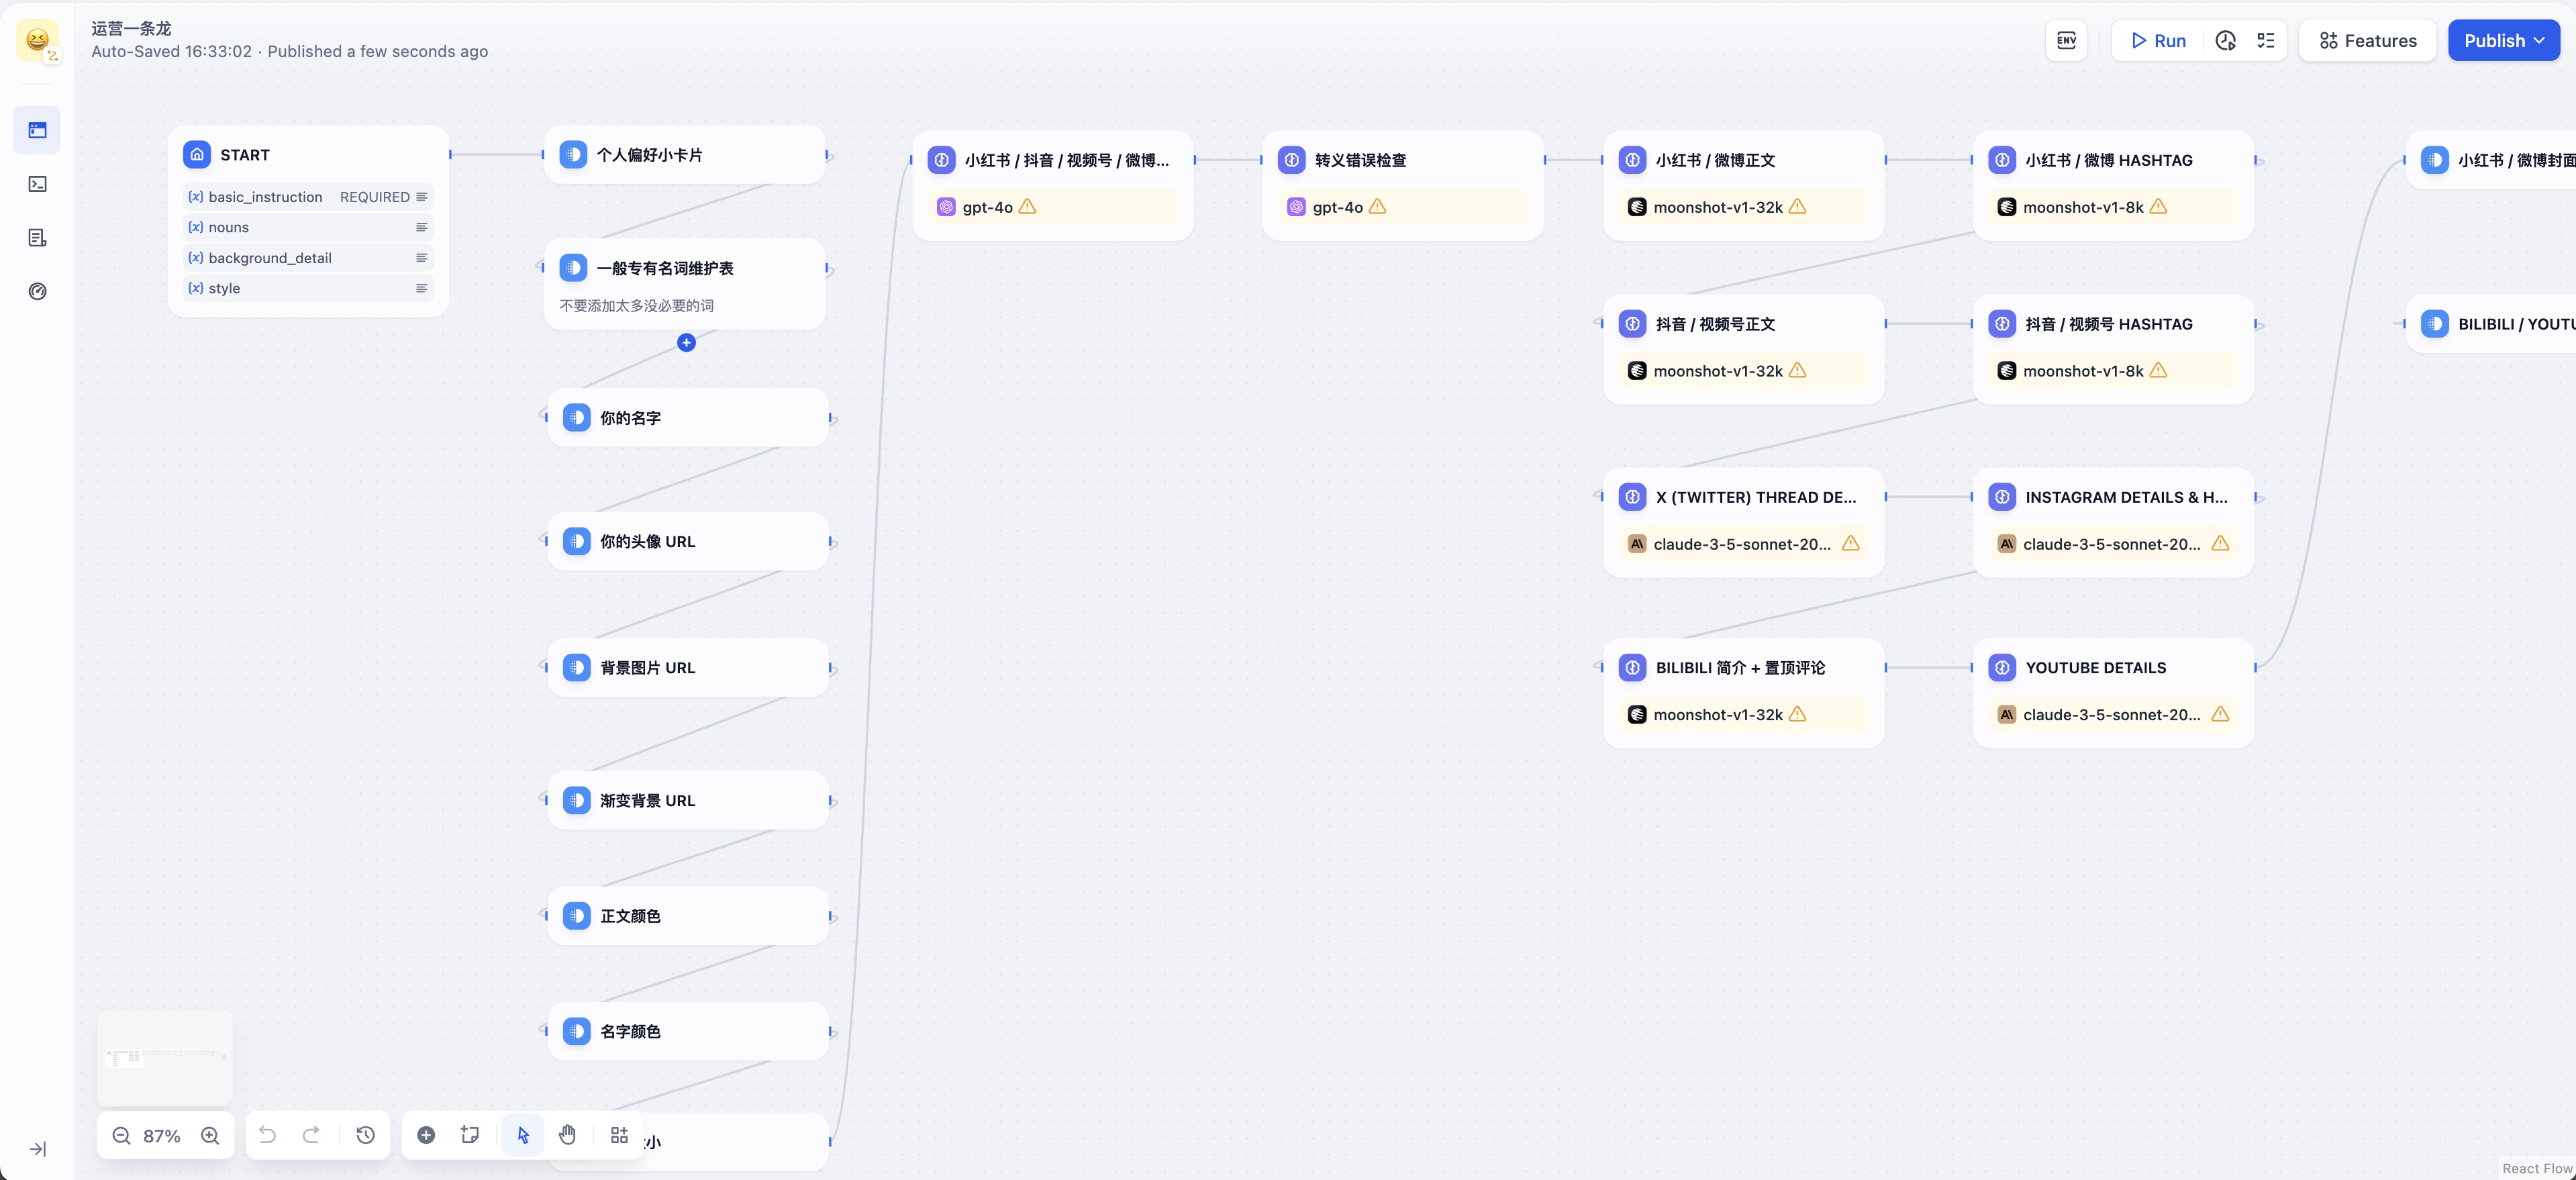 运营一条龙
Auto-Saved 16:33:02 · Published a few seconds ago
ENV
Run
Features
Publish
START
{x} basic_instruction REQUIRED
{x} nouns
{x} background_detail
{x} style
个人偏好小卡片
一般专有名词维护表
不要添加太多没必要的词
你的名字
你的头像 URL
背景图片 URL
渐变背景 URL
正文颜色
名字颜色
小
小红书 / 抖音 / 视频号 / 微博...
gpt-4o
转义错误检查
gpt-4o
小红书 / 微博正文
moonshot-v1-32k
小红书 / 微博 HASHTAG
moonshot-v1-8k
抖音 / 视频号正文
moonshot-v1-32k
抖音 / 视频号 HASHTAG
moonshot-v1-8k
X (TWITTER) THREAD DE...
claude-3-5-sonnet-20...
INSTAGRAM DETAILS & H...
claude-3-5-sonnet-20...
BILIBILI 简介 + 置顶评论
moonshot-v1-32k
YOUTUBE DETAILS
claude-3-5-sonnet-20...
小红书 / 微博封面
BILIBILI / YOUTU
87%
React Flow